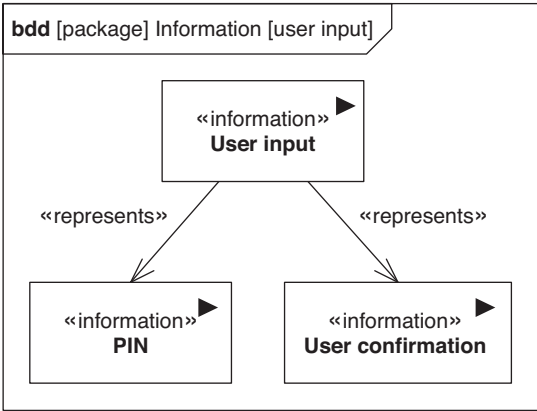 bdd [package] Information [user input]
«information»
User input
«represents»
«represents»
«information»
PIN
«information»
User confirmation